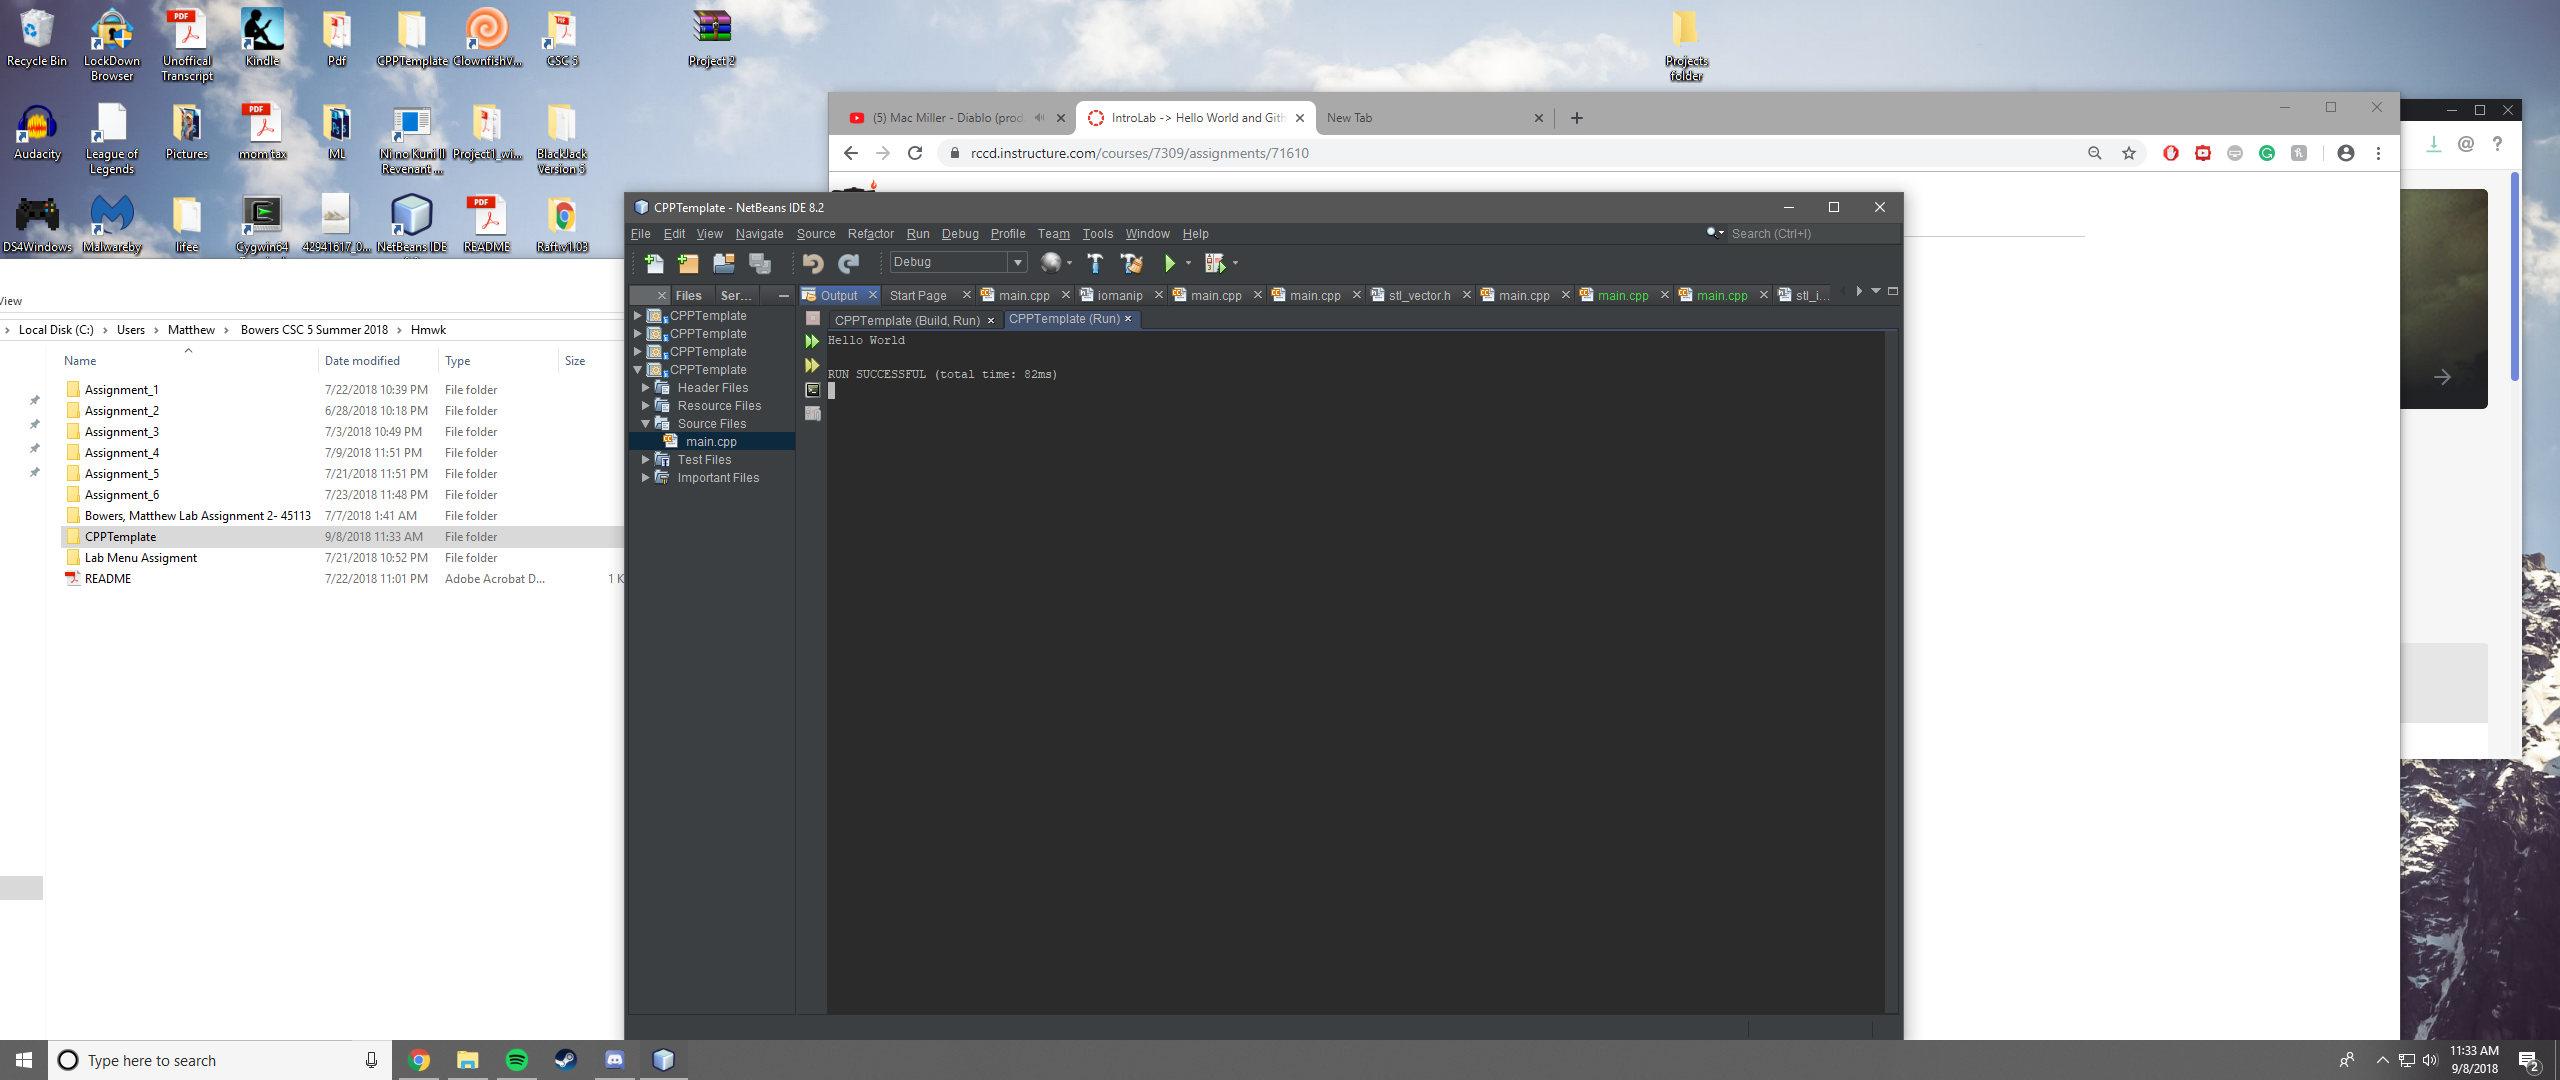 Recycle Bin
LockDown Browser
Unoffical Transcript
Kindle
Pdf
CPPTemplate
ClownfishV...
CSC 5
Project 2
Projects folder
Audacity
League of Legends
Pictures
mom tax
ML
Ni no Kuni II Revenant ...
Project1_wi...
BlackJack Version 5
DS4Windows
Malwareby
lifee
Cygwin64
42941617_0...
NetBeans IDE
README
Raft.v1.03
(5) Mac Miller - Diablo (prod
IntroLab -> Hello World and Gith
New Tab
rccd.instructure.com/courses/7309/assignments/71610
CPPTemplate - NetBeans IDE 8.2
File Edit View Navigate Source Refactor Run Debug Profile Team Tools Window Help
Search (Ctrl+I)
Debug
Files Ser...
Output Start Page main.cpp iomanip main.cpp main.cpp stl_vector.h main.cpp main.cpp main.cpp stl_i...
CPPTemplate (Build, Run) CPPTemplate (Run)
CPPTemplate
CPPTemplate
CPPTemplate
CPPTemplate
Header Files
Resource Files
Source Files
main.cpp
Test Files
Important Files
Hello World
RUN SUCCESSFUL (total time: 82ms)
View
Local Disk (C:) Users Matthew Bowers CSC 5 Summer 2018 Hmwk
Name Date modified Type Size
Assignment_1 7/22/2018 10:39 PM File folder
Assignment_2 6/28/2018 10:18 PM File folder
Assignment_3 7/3/2018 10:49 PM File folder
Assignment_4 7/9/2018 11:51 PM File folder
Assignment_5 7/21/2018 11:51 PM File folder
Assignment_6 7/23/2018 11:48 PM File folder
Bowers, Matthew Lab Assignment 2- 45113 7/7/2018 1:41 AM File folder
CPPTemplate 9/8/2018 11:33 AM File folder
Lab Menu Assigment 7/21/2018 10:52 PM File folder
README 7/22/2018 11:01 PM Adobe Acrobat D... 1 K
Type here to search
11:33 AM
9/8/2018
2